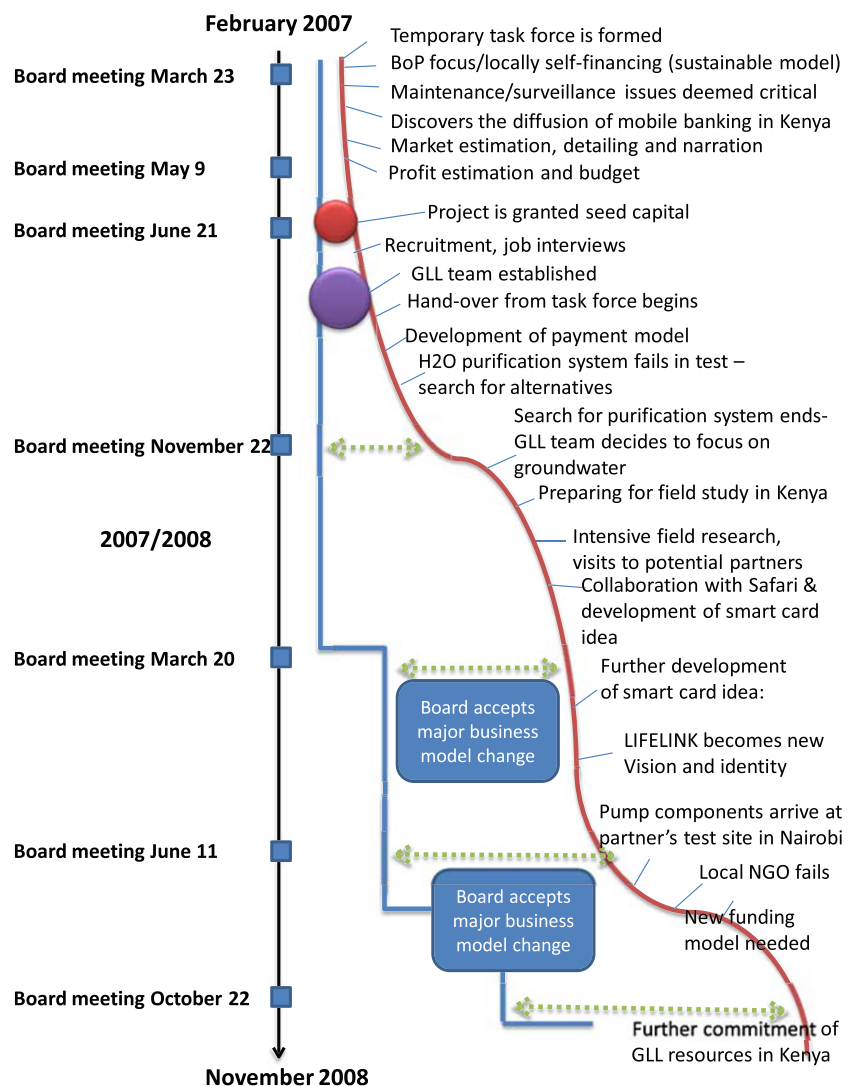 February 2007
Temporary task force is formed
BoP focus/locally self-financing (sustainable model)
Board meeting March 23
Maintenance/surveillance issues deemed critical
Discovers the diffusion of mobile banking in Kenya
Market estimation, detailing and narration
Board meeting May 9
Profit estimation and budget
Project is granted seed capital
Board meeting June 21
Recruitment, job interviews
GLL team established
Hand-over from task force begins
Development of payment model
H2O purification system fails in test –
search for alternatives
Search for purification system ends-
GLL team decides to focus on
groundwater
Board meeting November 22
Preparing for field study in Kenya
2007/2008
Intensive field research,
visits to potential partners
Collaboration with Safari &
development of smart card
idea
Board meeting March 20
Further development
of smart card idea:
Board accepts
major business
model change
LIFELINK becomes new
Vision and identity
Pump components arrive at
partner's test site in Nairobi
Board meeting June 11
Local NGO fails
Board accepts
major business
model change
New funding
model needed
Board meeting October 22
Further commitment of
GLL resources in Kenya
November 2008